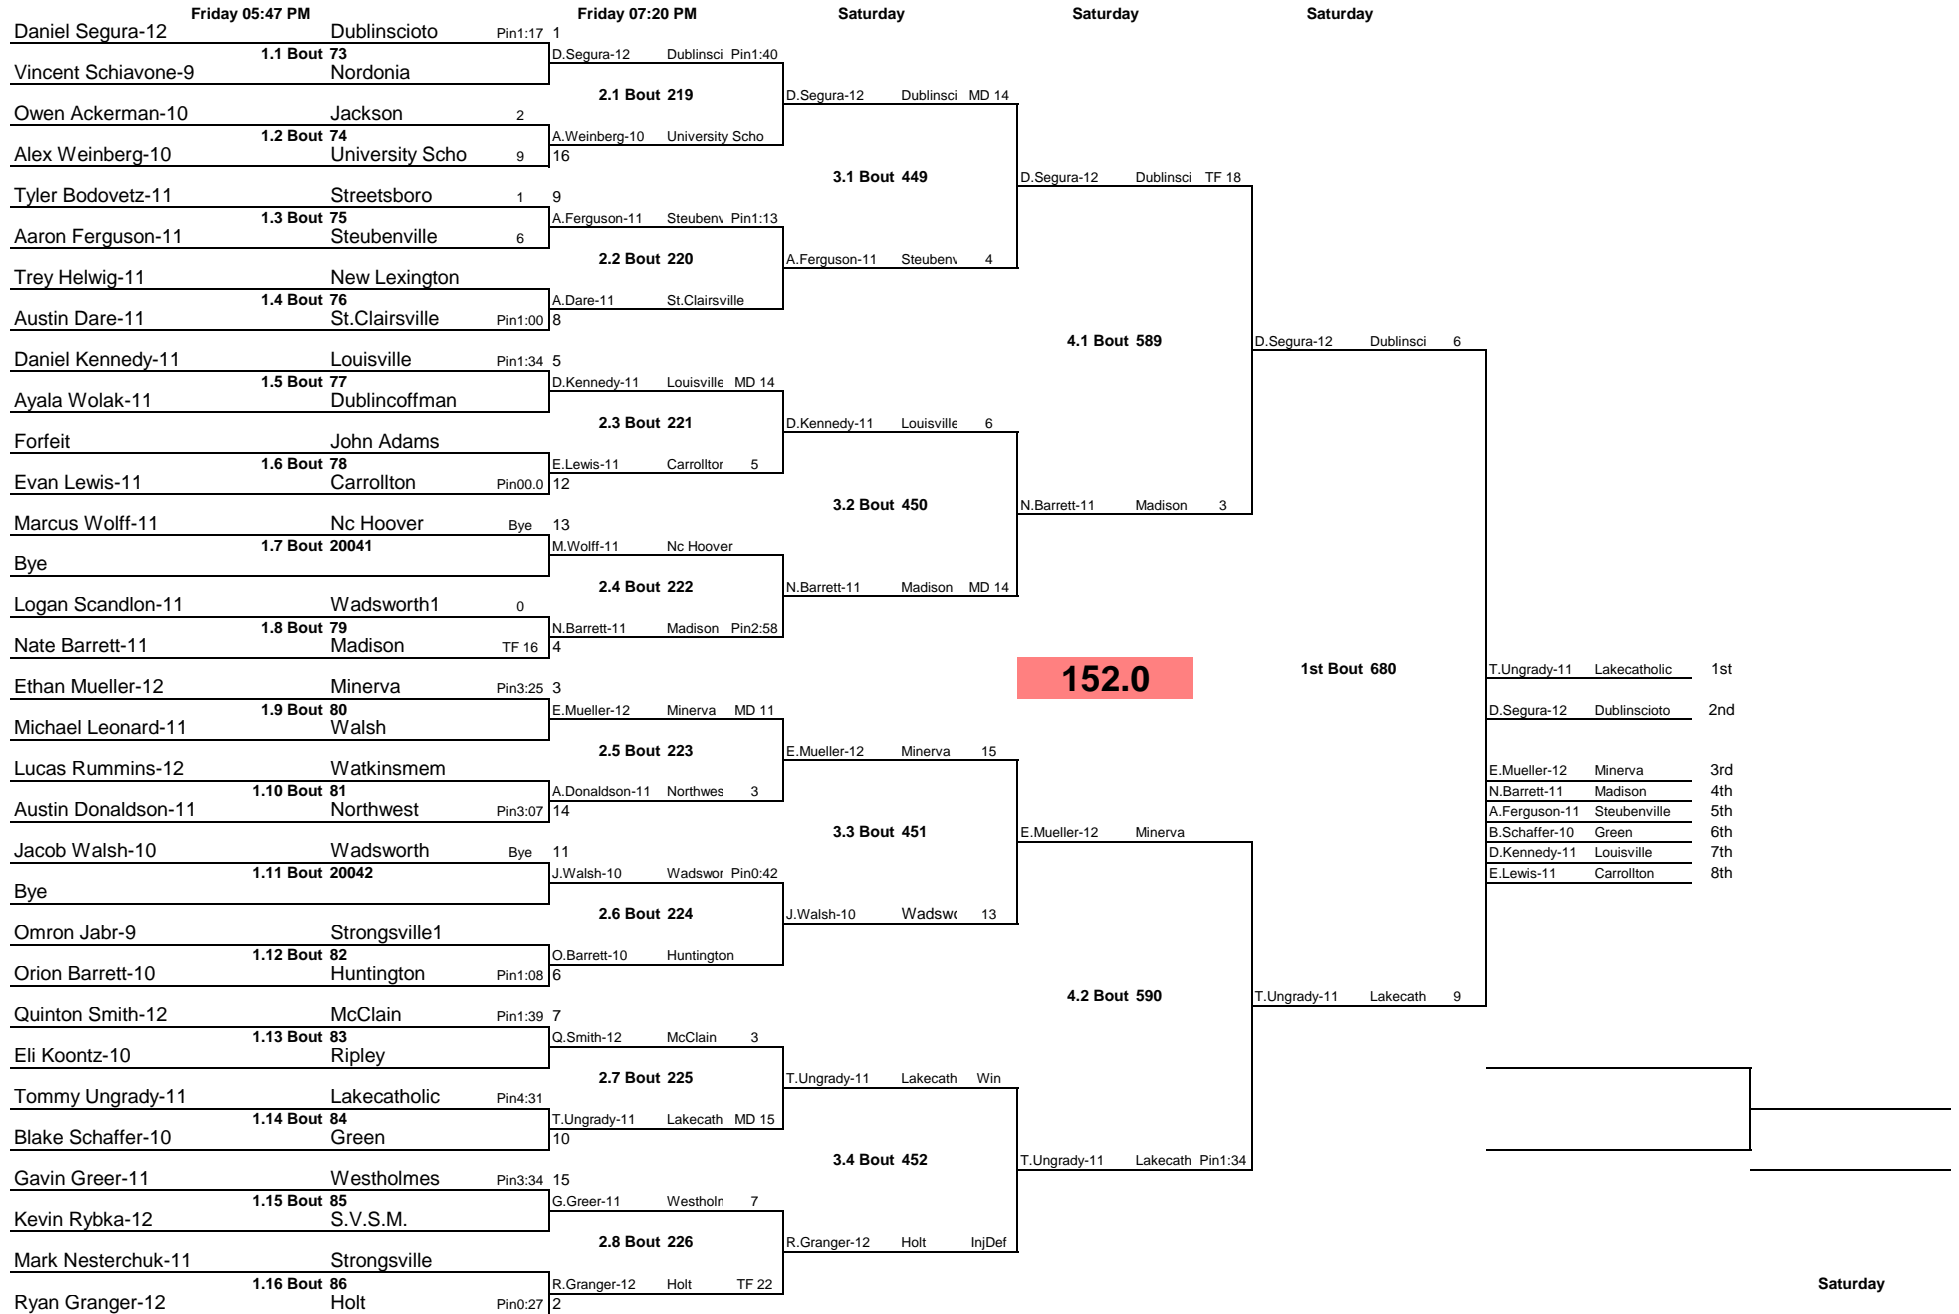 Friday 05:47 PM Friday 07:20 PM Saturday Saturday Saturday
Daniel Segura-12 Dublinscioto Pin1:17 1
1.1 Bout 73 D.Segura-12 Dublinsci Pin1:40
Vincent Schiavone-9 Nordonia
2.1 Bout 219 D.Segura-12 Dublinsci MD 14
Owen Ackerman-10 Jackson 2
1.2 Bout 74 A.Weinberg-10 University Scho
Alex Weinberg-10 University Scho 9 16
3.1 Bout 449 D.Segura-12 Dublinsci TF 18
Tyler Bodovetz-11 Streetsboro 1 9
1.3 Bout 75 A.Ferguson-11 Steubenv Pin1:13
Aaron Ferguson-11 Steubenville 6
2.2 Bout 220 A.Ferguson-11 Steubenv 4
Trey Helwig-11 New Lexington
1.4 Bout 76 A.Dare-11 St.Clairsville
Austin Dare-11 St.Clairsville Pin1:00 8
4.1 Bout 589 D.Segura-12 Dublinsci 6
Daniel Kennedy-11 Louisville Pin1:34 5
1.5 Bout 77 D.Kennedy-11 Louisville MD 14
Ayala Wolak-11 Dublincoffman
2.3 Bout 221 D.Kennedy-11 Louisville 6
Forfeit John Adams
1.6 Bout 78 E.Lewis-11 Carrollton 5
Evan Lewis-11 Carrollton Pin00.0 12
3.2 Bout 450 N.Barrett-11 Madison 3
Marcus Wolff-11 Nc Hoover Bye 13
1.7 Bout 20041 M.Wolff-11 Nc Hoover
Bye
2.4 Bout 222 N.Barrett-11 Madison MD 14
Logan Scandlon-11 Wadsworth1 0
1.8 Bout 79 N.Barrett-11 Madison Pin2:58
Nate Barrett-11 Madison TF 16 4
152.0 1st Bout 680 T.Ungrady-11 Lakecatholic 1st
Ethan Mueller-12 Minerva Pin3:25 3
1.9 Bout 80 E.Mueller-12 Minerva MD 11 D.Segura-12 Dublinscioto 2nd
Michael Leonard-11 Walsh
2.5 Bout 223 E.Mueller-12 Minerva 15
Lucas Rummins-12 Watkinsmem E.Mueller-12 Minerva 3rd
1.10 Bout 81 A.Donaldson-11 Northwes 3 N.Barrett-11 Madison 4th
Austin Donaldson-11 Northwest Pin3:07 14 A.Ferguson-11 Steubenville 5th
3.3 Bout 451 E.Mueller-12 Minerva B.Schaffer-10 Green 6th
Jacob Walsh-10 Wadsworth Bye 11 D.Kennedy-11 Louisville 7th
1.11 Bout 20042 J.Walsh-10 Wadswor Pin0:42 E.Lewis-11 Carrollton 8th
Bye
2.6 Bout 224 J.Walsh-10 Wadswo 13
Omron Jabr-9 Strongsville1
1.12 Bout 82 O.Barrett-10 Huntington
Orion Barrett-10 Huntington Pin1:08 6
4.2 Bout 590 T.Ungrady-11 Lakecath 9
Quinton Smith-12 McClain Pin1:39 7
1.13 Bout 83 Q.Smith-12 McClain 3
Eli Koontz-10 Ripley
2.7 Bout 225 T.Ungrady-11 Lakecath Win
Tommy Ungrady-11 Lakecatholic Pin4:31
1.14 Bout 84 T.Ungrady-11 Lakecath MD 15
Blake Schaffer-10 Green 10
3.4 Bout 452 T.Ungrady-11 Lakecath Pin1:34
Gavin Greer-11 Westholmes Pin3:34 15
1.15 Bout 85 G.Greer-11 Westholm 7
Kevin Rybka-12 S.V.S.M.
2.8 Bout 226 R.Granger-12 Holt InjDef
Mark Nesterchuk-11 Strongsville
1.16 Bout 86 R.Granger-12 Holt TF 22 Saturday
Ryan Granger-12 Holt Pin0:27 2